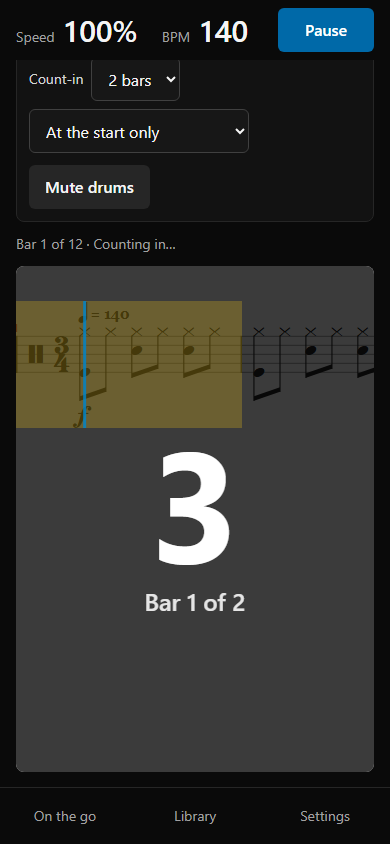 Speed 100% BPM 140 Pause
Count-in 2 bars
At the start only
Mute drums
Bar 1 of 12 · Counting in...
= 140
3
4
f
3
Bar 1 of 2
On the go Library Settings